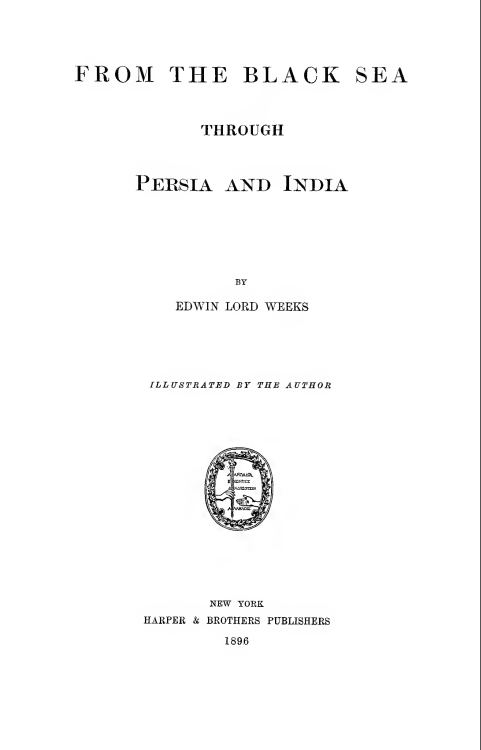 FROM THE BLACK SEA
THROUGH
PERSIA AND INDIA
BY
EDWIN LORD WEEKS
ILLUSTRATED BY THE AUTHOR
NEW YORK
HARPER & BROTHERS PUBLISHERS
1896